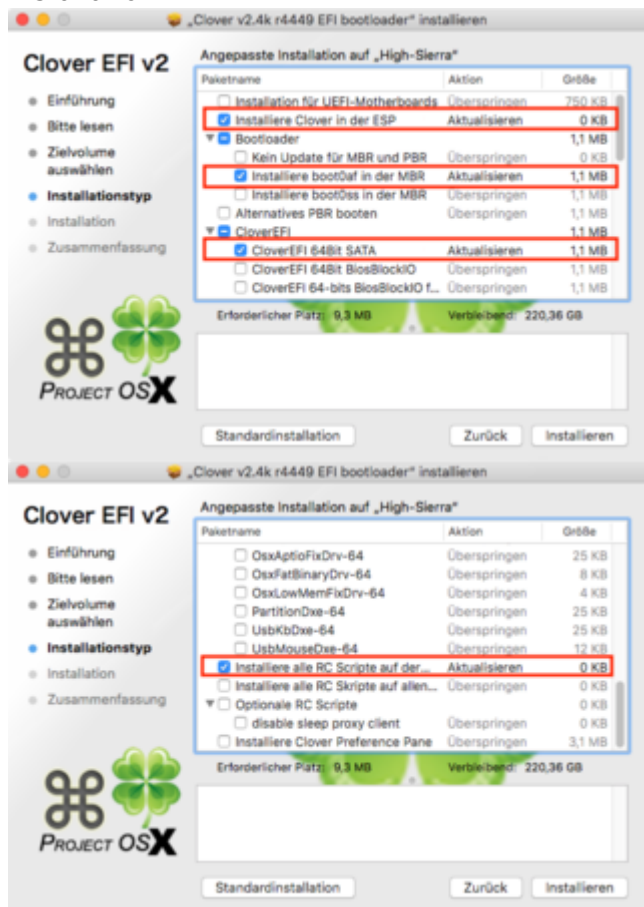 „Clover v2.4k r4449 EFI bootloader“ installieren
Clover EFI v2
Angepasste Installation auf „High-Sierra“
Paketname Aktion Größe
Einführung
Bitte lesen
Zielvolume
auswählen
Installationstyp
Installation
Zusammenfassung
Installation für UEFI-Motherboards Überspringen 750 KB
Installiere Clover in der ESP Aktualisieren 0 KB
Bootloader 1,1 MB
Kein Update für MBR und PBR Überspringen 0 KB
Installiere boot0af in der MBR Aktualisieren 1,1 MB
Installiere boot0ss in der MBR Überspringen 1,1 MB
Alternatives PBR booten Überspringen 1,1 MB
CloverEFI 1,1 MB
CloverEFI 64Bit SATA Aktualisieren 1,1 MB
CloverEFI 64Bit BiosBlockIO Überspringen 1,1 MB
CloverEFI 64-bits BiosBlockIO f... Überspringen 1,1 MB
Erforderlicher Platz: 9,3 MB Verbleibend: 220,36 GB
PROJECT OSX
Standardinstallation Zurück Installieren
„Clover v2.4k r4449 EFI bootloader“ installieren
Clover EFI v2
Angepasste Installation auf „High-Sierra“
Paketname Aktion Größe
Einführung
Bitte lesen
Zielvolume
auswählen
Installationstyp
Installation
Zusammenfassung
OsxAptioFixDrv-64 Überspringen 25 KB
OsxFatBinaryDrv-64 Überspringen 8 KB
OsxLowMemFixDrv-64 Überspringen 4 KB
PartitionDxe-64 Überspringen 25 KB
UsbKbDxe-64 Überspringen 25 KB
UsbMouseDxe-64 Überspringen 12 KB
Installiere alle RC Scripte auf der... Aktualisieren 0 KB
Installiere alle RC Skripte auf allen... Überspringen 0 KB
Optionale RC Scripte 0 KB
disable sleep proxy client Überspringen 0 KB
Installiere Clover Preference Pane Überspringen 3,1 MB
Erforderlicher Platz: 9,3 MB Verbleibend: 220,36 GB
PROJECT OSX
Standardinstallation Zurück Installieren